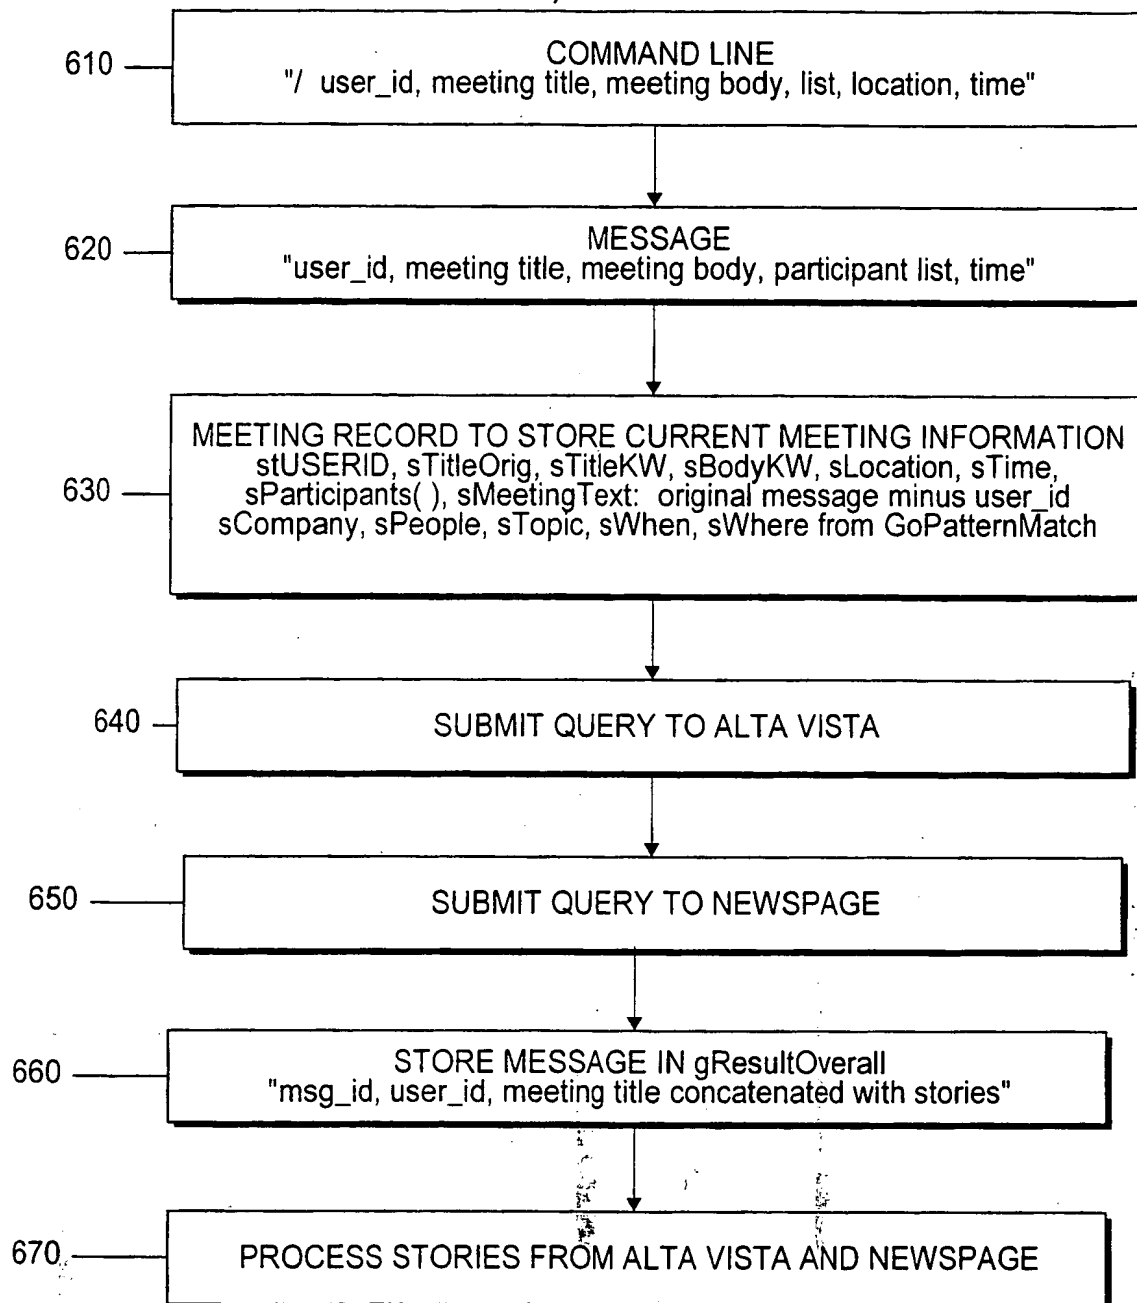 610
COMMAND LINE
"/ user_id, meeting title, meeting body, list, location, time"
620
MESSAGE
"user_id, meeting title, meeting body, participant list, time"
630
MEETING RECORD TO STORE CURRENT MEETING INFORMATION
stUSERID, sTitleOrig, sTitleKW, sBodyKW, sLocation, sTime,
sParticipants( ), sMeetingText: original message minus user_id
sCompany, sPeople, sTopic, sWhen, sWhere from GoPatternMatch
640
SUBMIT QUERY TO ALTA VISTA
650
SUBMIT QUERY TO NEWSPAGE
660
STORE MESSAGE IN gResultOverall
"msg_id, user_id, meeting title concatenated with stories"
670
PROCESS STORIES FROM ALTA VISTA AND NEWSPAGE